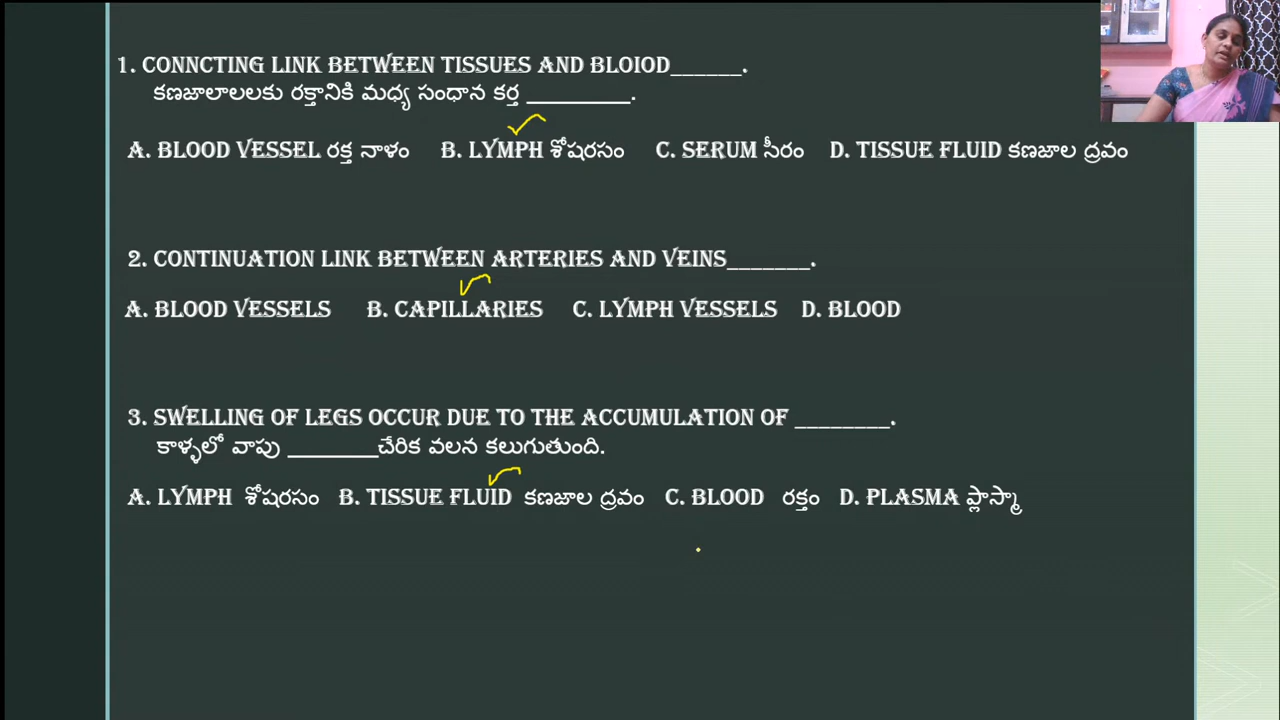 1. CONNCTING LINK BETWEEN TISSUES AND BLOIOD______.
కణజాలాలలకు రక్తానికి మధ్య సంధాన కర్త _________.
A. BLOOD VESSEL రక్త నాళం B. LYMPH శోషరసం C. SERUM సీరం D. TISSUE FLUID కణజాల ద్రవం
2. CONTINUATION LINK BETWEEN ARTERIES AND VEINS_______.
A. BLOOD VESSELS B. CAPILLARIES C. LYMPH VESSELS D. BLOOD
3. SWELLING OF LEGS OCCUR DUE TO THE ACCUMULATION OF ________.
కాళ్ళలో వాపు ________చేరిక వలన కలుగుతుంది.
A. LYMPH శోషరసం B. TISSUE FLUID కణజాల ద్రవం C. BLOOD రక్తం D. PLASMA ప్లాస్మా